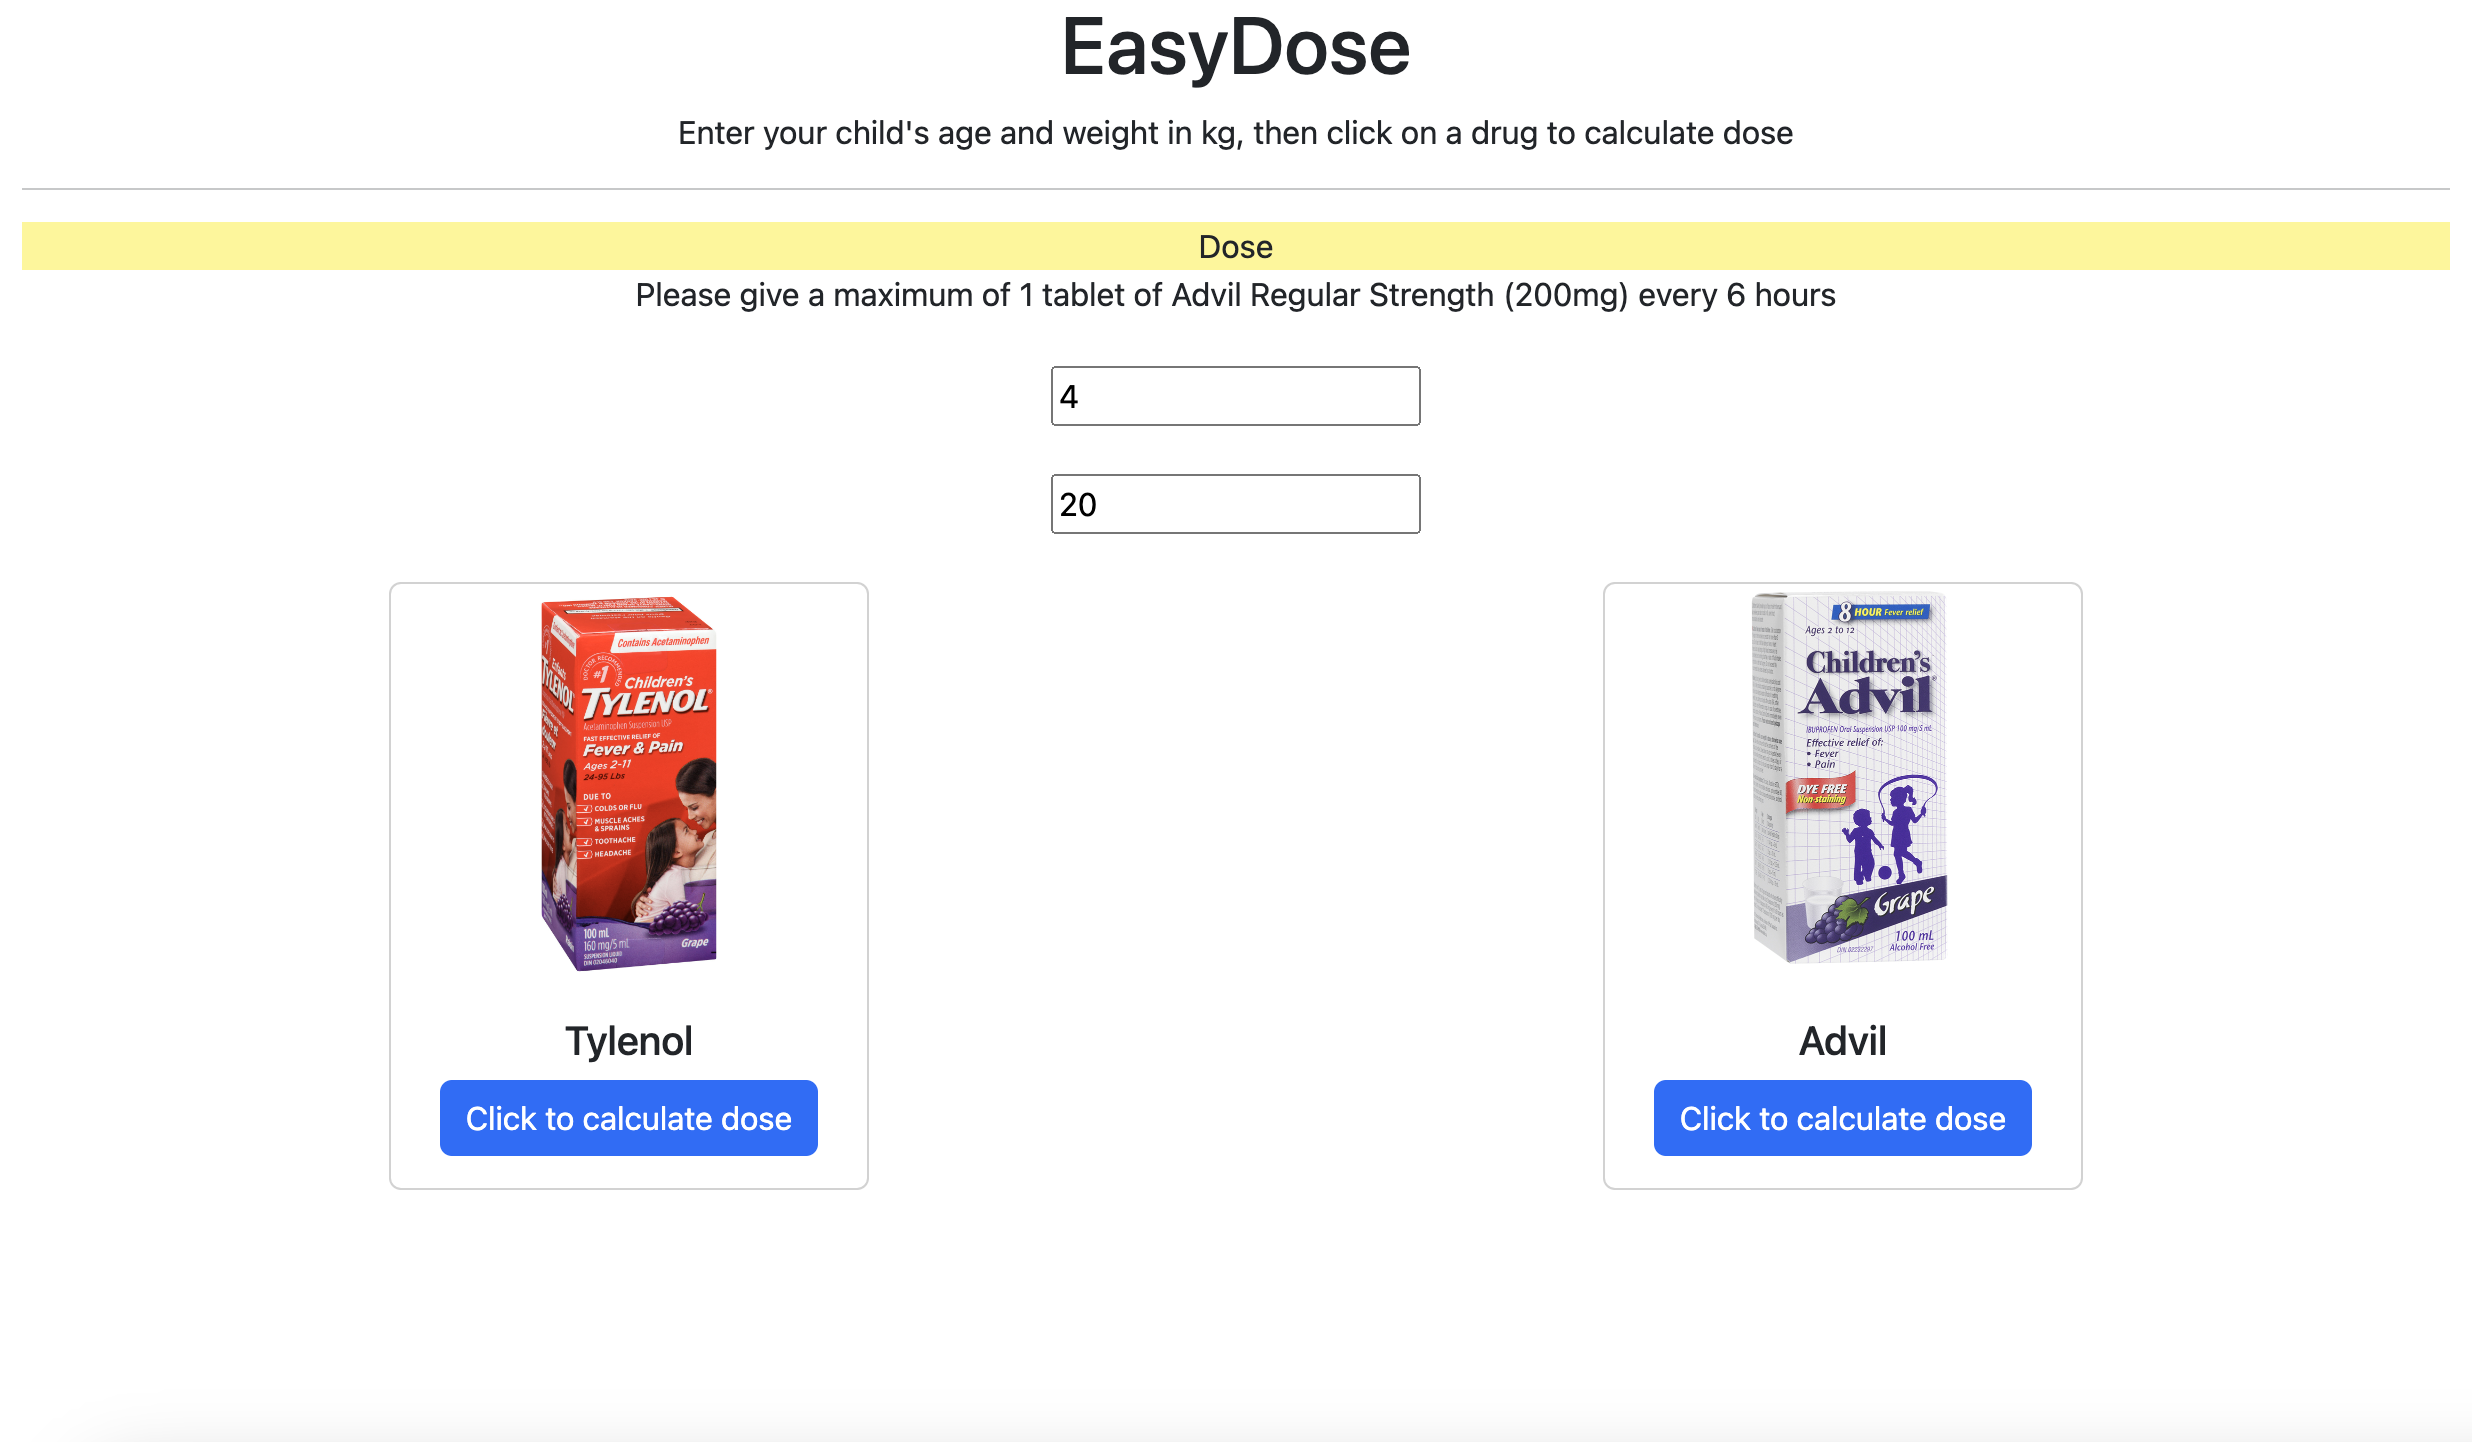 EasyDose
Enter your child's age and weight in kg, then click on a drug to calculate dose
Dose
Please give a maximum of 1 tablet of Advil Regular Strength (200mg) every 6 hours
4
20
Contains Acetaminophen
#1
Children's
TYLENOL
Acetaminophen Suspension USP
FAST EFFECTIVE RELIEF OF
Fever & Pain
Ages 2-11
24-95 Lbs
DUE TO
COLDS OR FLU
MUSCLE ACHES
& SPRAINS
TOOTHACHE
HEADACHE
100 mL
160 mg/5 mL
Grape
SUSPENSION LIQUID
DIN 02046040
Tylenol
Click to calculate dose
8 HOUR Fever relief
Ages 2 to 12
Children's
Advil
IBUPROFEN Oral Suspension USP 100 mg/5 mL
Effective relief of:
• Fever
• Pain
DYE FREE
Non-staining
Grape
100 mL
Alcohol Free
Advil
Click to calculate dose